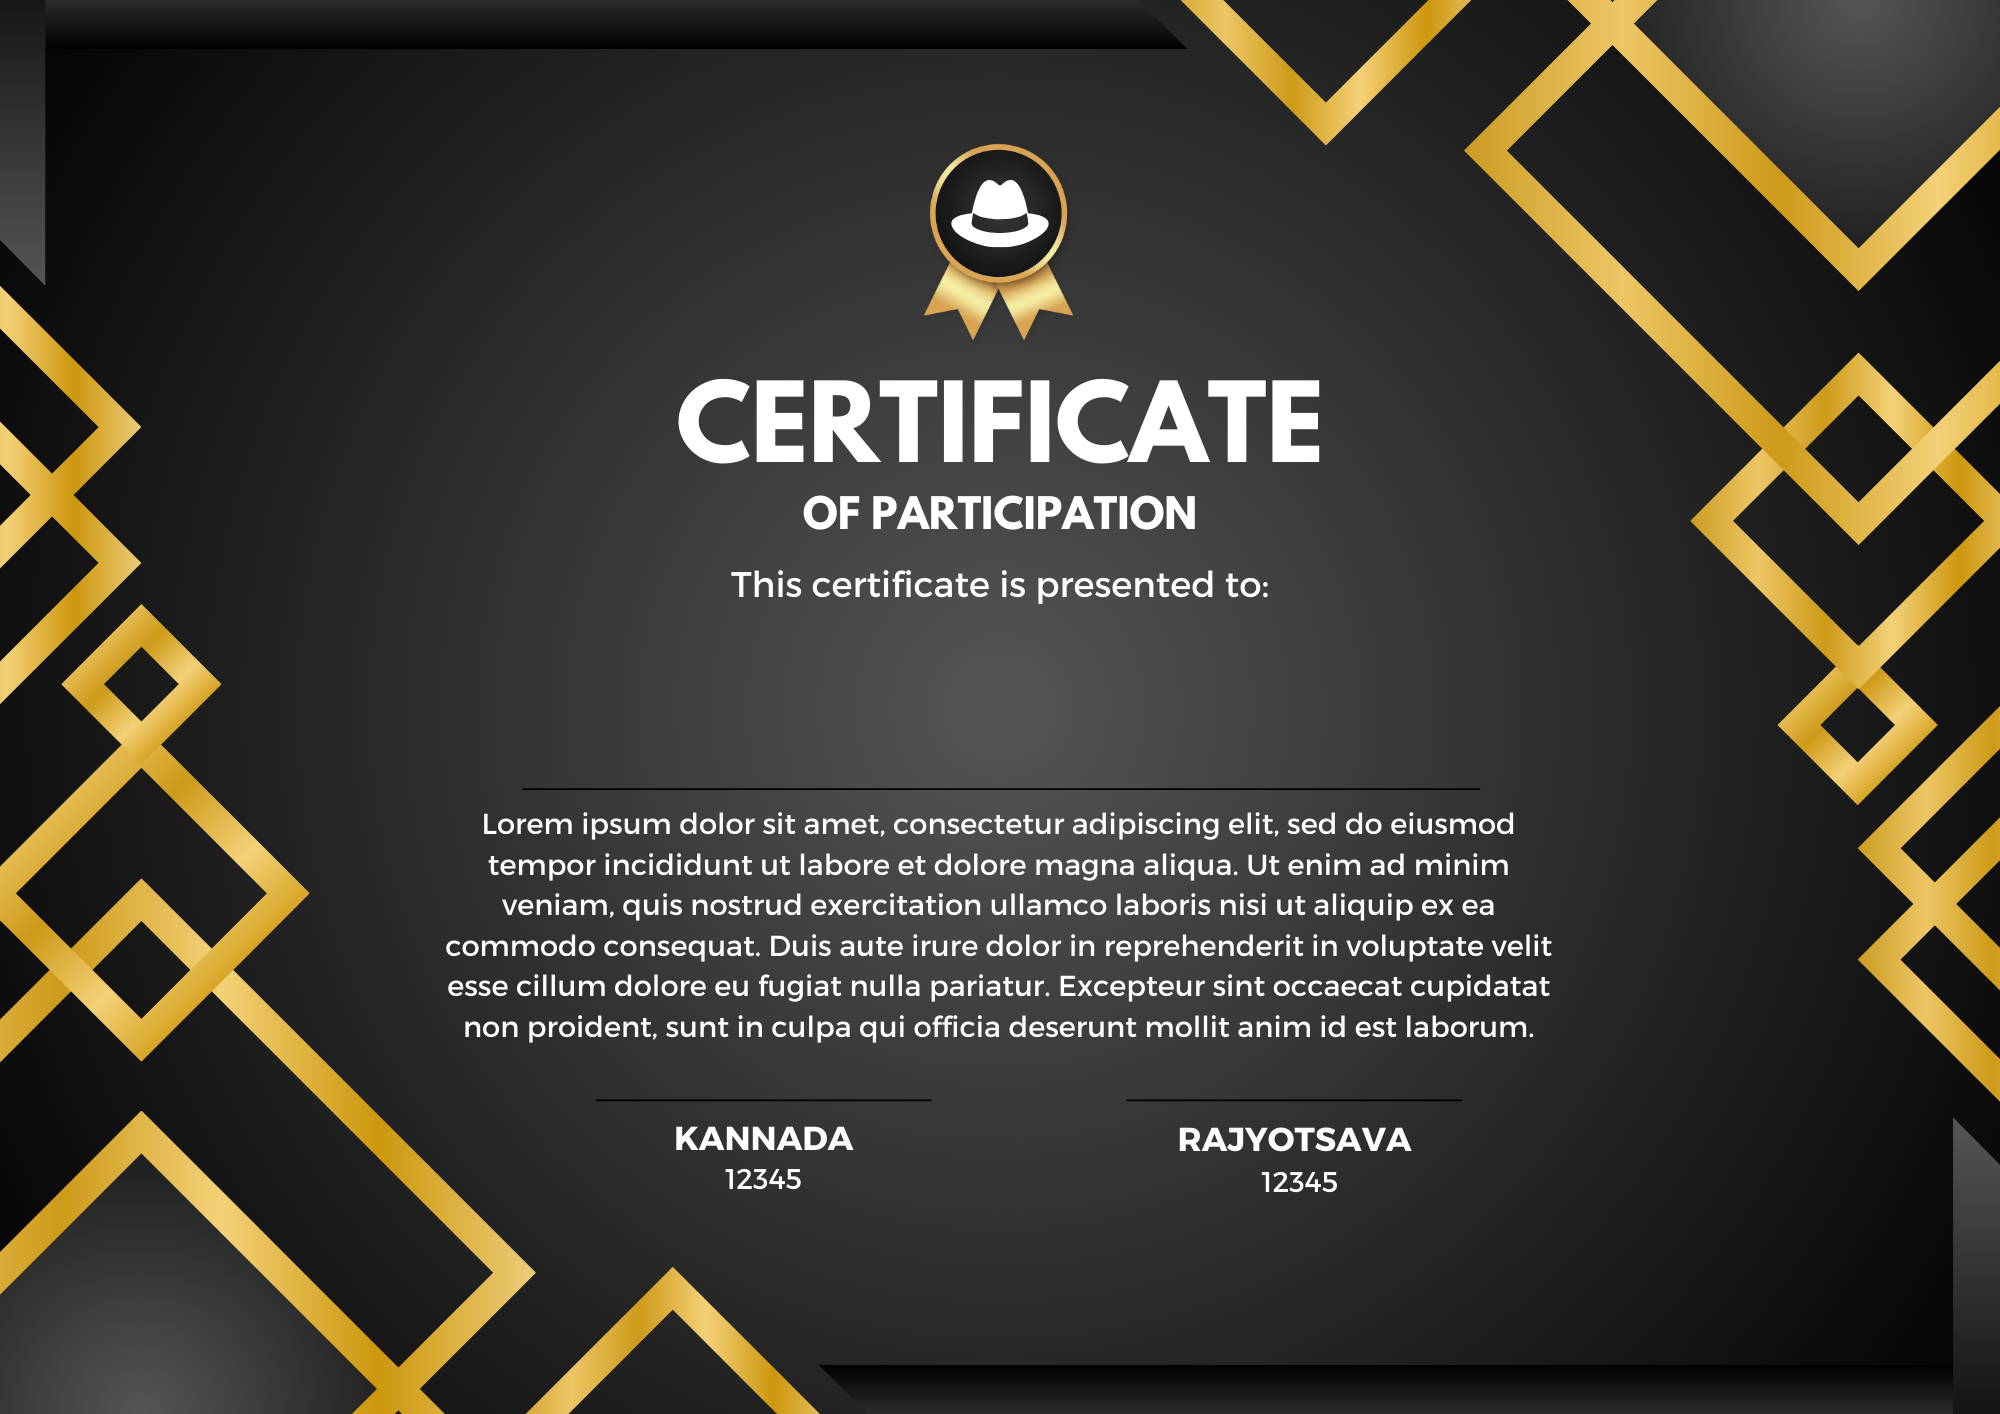 CERTIFICATE
OF PARTICIPATION
This certificate is presented to:
Lorem ipsum dolor sit amet, consectetur adipiscing elit, sed do eiusmod
tempor incididunt ut labore et dolore magna aliqua. Ut enim ad minim
veniam, quis nostrud exercitation ullamco laboris nisi ut aliquip ex ea
commodo consequat. Duis aute irure dolor in reprehenderit in voluptate velit
esse cillum dolore eu fugiat nulla pariatur. Excepteur sint occaecat cupidatat
non proident, sunt in culpa qui officia deserunt mollit anim id est laborum.
KANNADA
12345
RAJYOTSAVA
12345